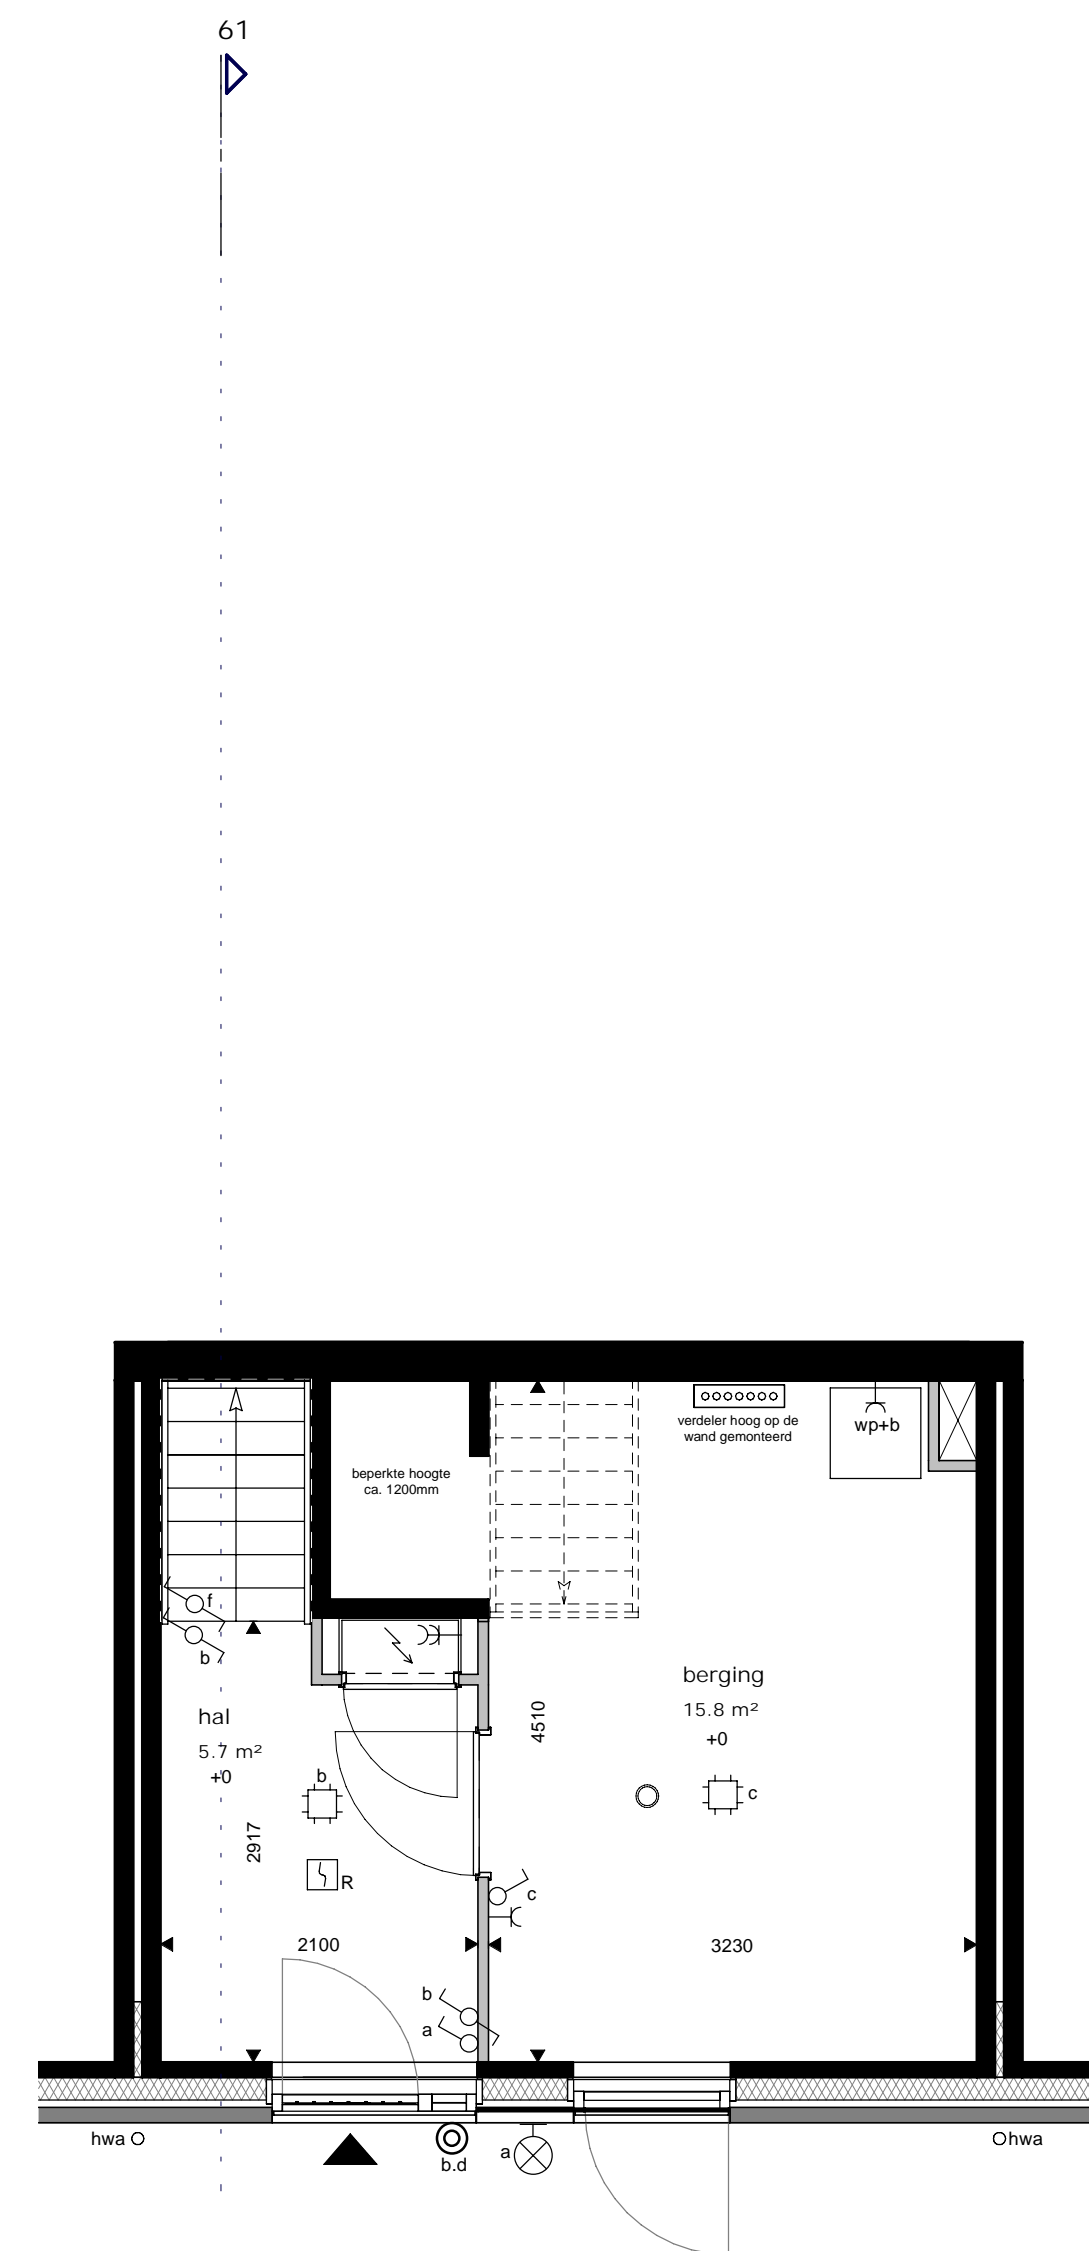 61
verdeler hoog op de
wand gemonteerd
wp+b
beperkte hoogte
ca. 1200mm
f
b
hal
5.7 m²
+0
berging
15.8 m²
+0
4510
b
c
2917
R
c
2100
3230
b
a
hwa
b.d
a
hwa